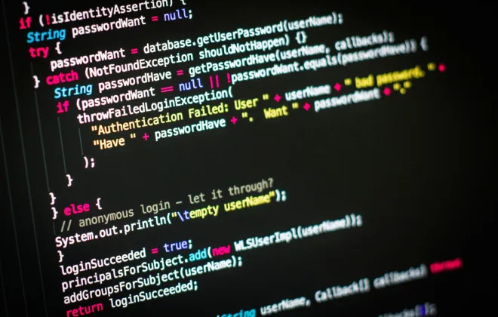 }
if (!isIdentityAssertion) {
String passwordWant = null;
try {
passwordWant = database.getUserPassword(userName);
} catch (NotFoundException shouldNotHappen) {}
String passwordHave = getPasswordHave(userName, callbacks);
if (passwordWant == null || !passwordWant.equals(passwordHave)) {
throwFailedLoginException(
"Authentication Failed: User " + userName + " bad password. " +
"Have " + passwordHave + ". Want " + passwordWant + "."
);
}
}
} else {
// anonymous login - let it through?
System.out.println("\tempty userName");
}
loginSucceeded = true;
principalsForSubject.add(new WLSUserImpl(userName));
addGroupsForSubject(userName);
return loginSucceeded;
String userName, Callback[] callbacks) throws